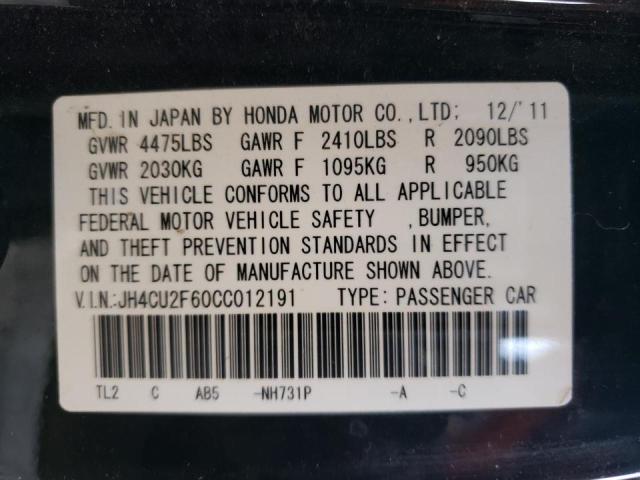 MFD. IN JAPAN BY HONDA MOTOR CO., LTD; 12/'11
GVWR 4475LBS GAWR F 2410LBS R 2090LBS
GVWR 2030KG GAWR F 1095KG R 950KG
THIS VEHICLE CONFORMS TO ALL APPLICABLE
FEDERAL MOTOR VEHICLE SAFETY , BUMPER,
AND THEFT PREVENTION STANDARDS IN EFFECT
ON THE DATE OF MANUFACTURE SHOWN ABOVE.
V.I.N.:JH4CU2F60CC012191 TYPE: PASSENGER CAR
TL2 C AB5 -NH731P -A -C